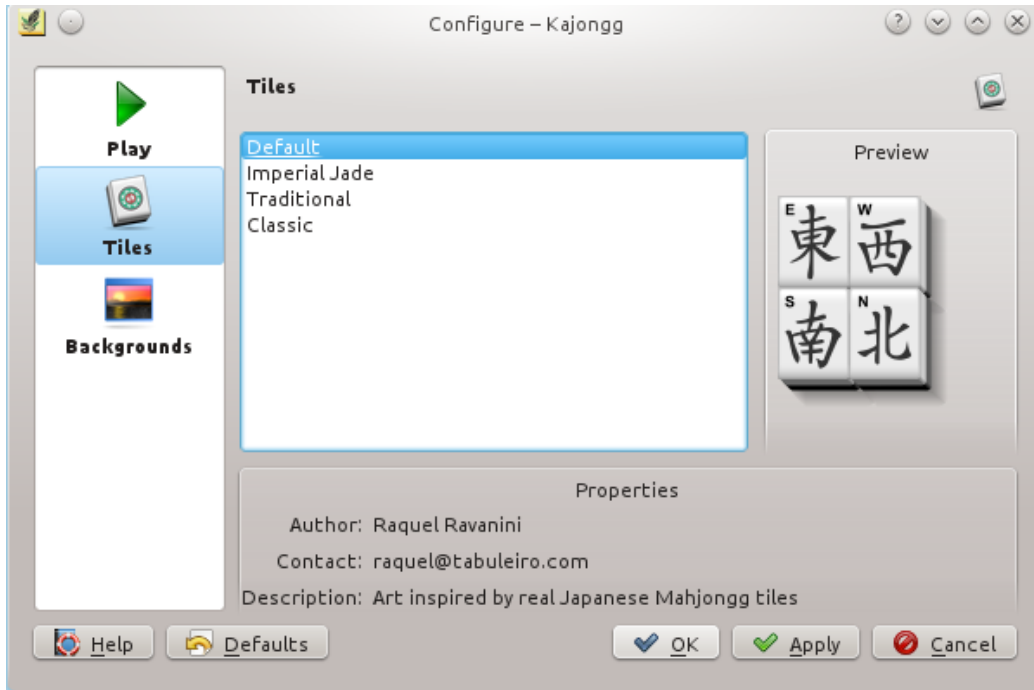 Configure – Kajongg
Play
Tiles
Backgrounds
Tiles
Default
Imperial Jade
Traditional
Classic
Preview
E 東 W 西
S 南 N 北
Properties
Author: Raquel Ravanini
Contact: raquel@tabuleiro.com
Description: Art inspired by real Japanese Mahjongg tiles
Help Defaults OK Apply Cancel